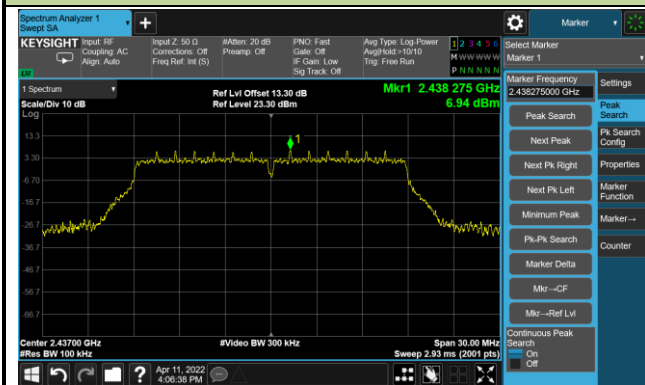 Spectrum Analyzer 1
Swept SA
+
Marker
KEYSIGHT
Input: RF
Coupling: AC
Align: Auto
Input Z: 50 Ω
Corrections: Off
Freq Ref: Int (S)
#Atten: 20 dB
Preamp: Off
PNO: Fast
Gate: Off
IF Gain: Low
Sig Track: Off
Avg Type: Log-Power
Avg|Hold:>10/10
Trig: Free Run
1 2 3 4 5 6
M W W W W W
P N N N N N
Select Marker
Marker 1
LXI
1 Spectrum
Scale/Div 10 dB
Log
Ref Lvl Offset 13.30 dB
Ref Level 23.30 dBm
Mkr1 2.438 275 GHz
6.94 dBm
1
13.3
3.30
-6.70
-16.7
-26.7
-36.7
-46.7
-56.7
-66.7
Center 2.43700 GHz
#Res BW 100 kHz
#Video BW 300 kHz
Span 30.00 MHz
Sweep 2.93 ms (2001 pts)
Marker Frequency
2.438275000 GHz
Peak Search
Next Peak
Next Pk Right
Next Pk Left
Minimum Peak
Pk-Pk Search
Marker Delta
Mkr→CF
Mkr→Ref Lvl
Continuous Peak
Search
On
Off
Settings
Peak
Search
Pk Search
Config
Properties
Marker
Function
Marker→
Counter
?
Apr 11, 2022
4:06:38 PM